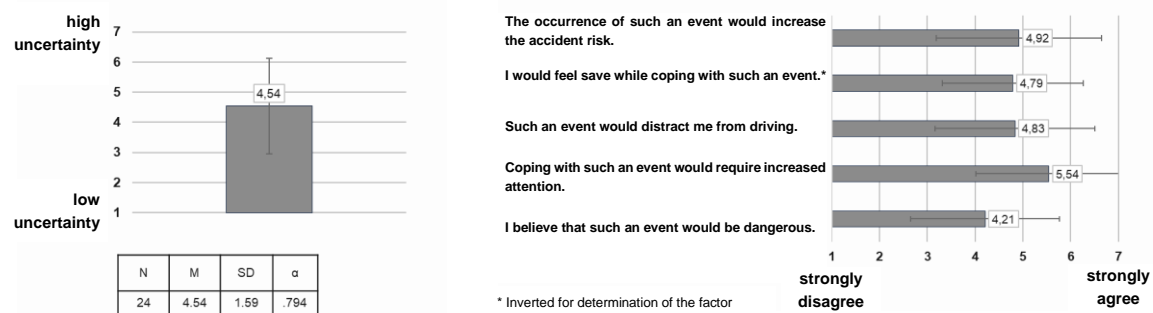 high
uncertainty
7
6
5
4,54
4
3
2
low
uncertainty
1
N M SD α
24 4.54 1.59 .794
The occurrence of such an event would increase
the accident risk.
4,92
I would feel save while coping with such an event.*
4,79
Such an event would distract me from driving.
4,83
Coping with such an event would require increased
attention.
5,54
I believe that such an event would be dangerous.
4,21
1 2 3 4 5 6 7
strongly
disagree
strongly
agree
* Inverted for determination of the factor